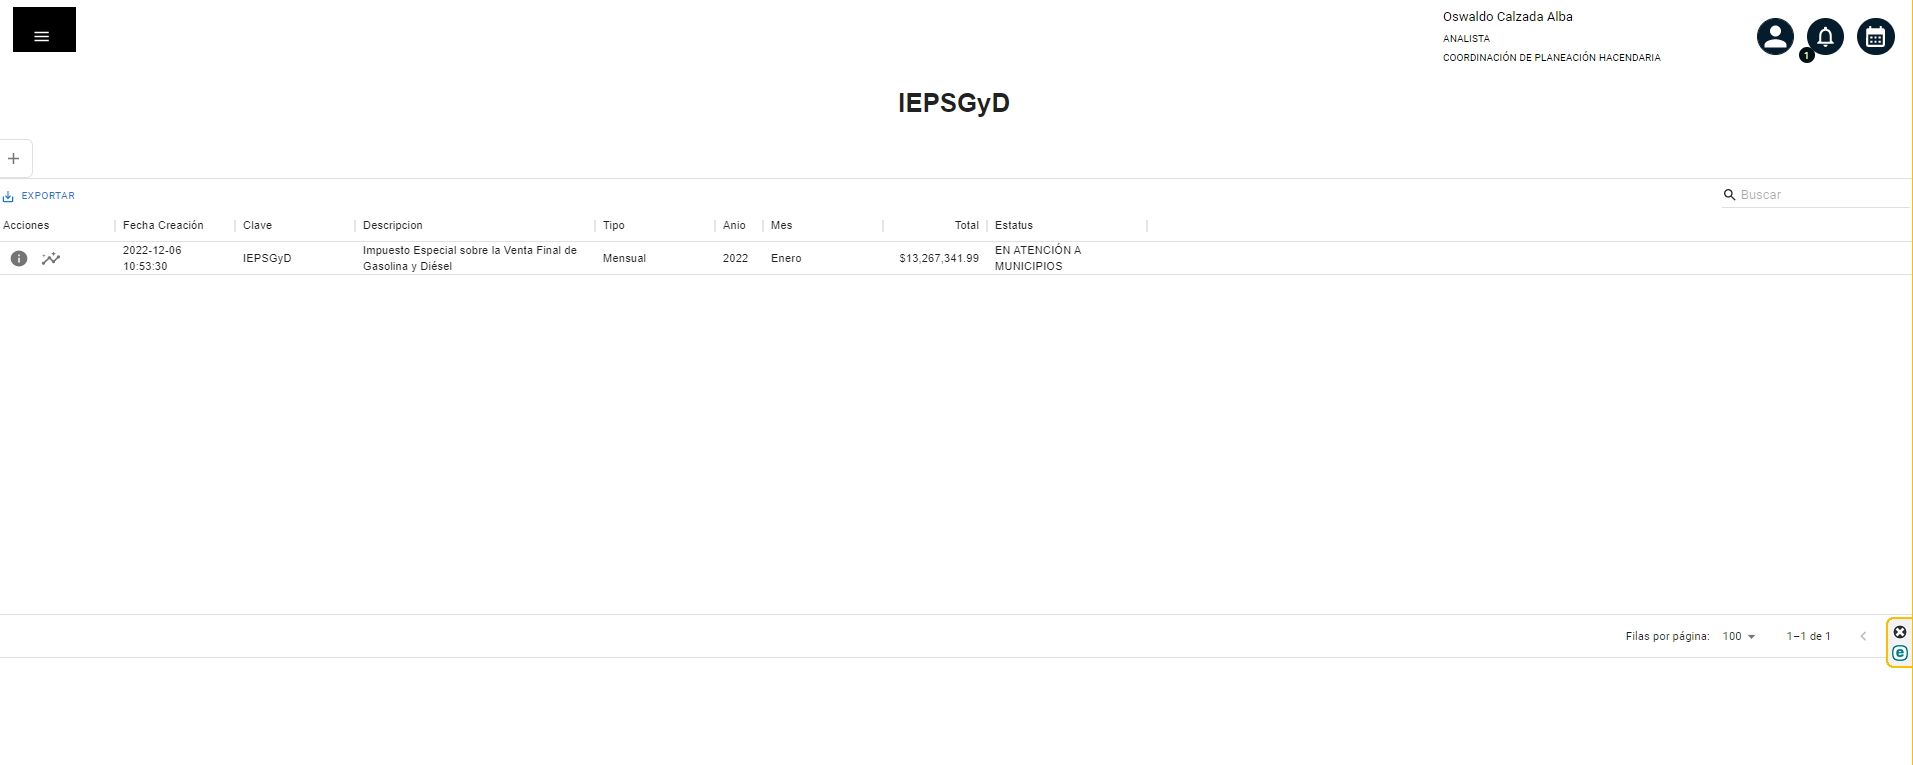 Oswaldo Calzada Alba
ANALISTA
COORDINACIÓN DE PLANEACIÓN HACENDARIA
1
IEPSGyD
+
EXPORTAR
Buscar
Acciones Fecha Creación Clave Descripcion Tipo Anio Mes Total Estatus
2022-12-06 10:53:30 IEPSGyD Impuesto Especial sobre la Venta Final de Gasolina y Diésel Mensual 2022 Enero $13,267,341.99 EN ATENCIÓN A MUNICIPIOS
Filas por página: 100 1–1 de 1
e